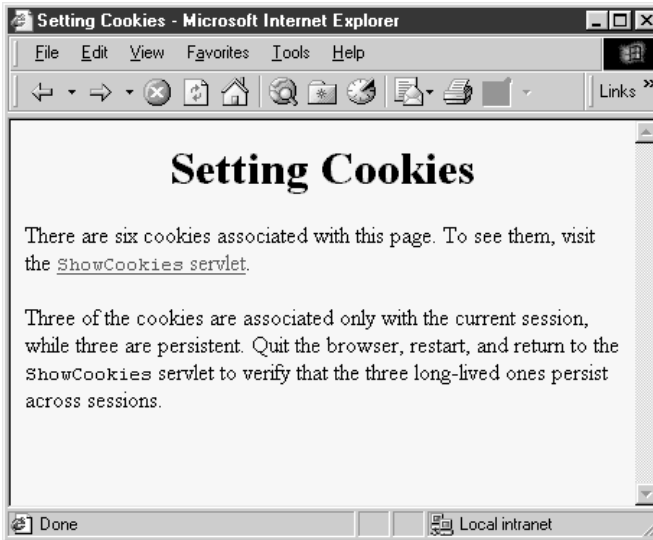 Setting Cookies - Microsoft Internet Explorer
File Edit View Favorites Tools Help
Links »
Setting Cookies
There are six cookies associated with this page. To see them, visit
the ShowCookies servlet.
Three of the cookies are associated only with the current session,
while three are persistent. Quit the browser, restart, and return to the
ShowCookies servlet to verify that the three long-lived ones persist
across sessions.
Done Local intranet